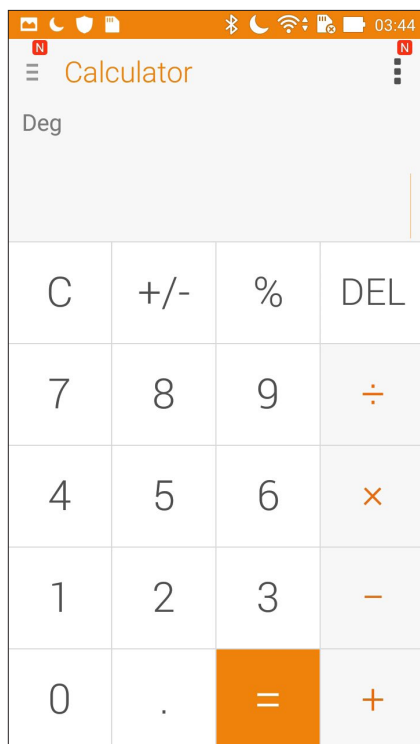 03:44
N
N
Calculator
Deg
C +/- % DEL
7 8 9 ÷
4 5 6 ×
1 2 3 −
0 . = +